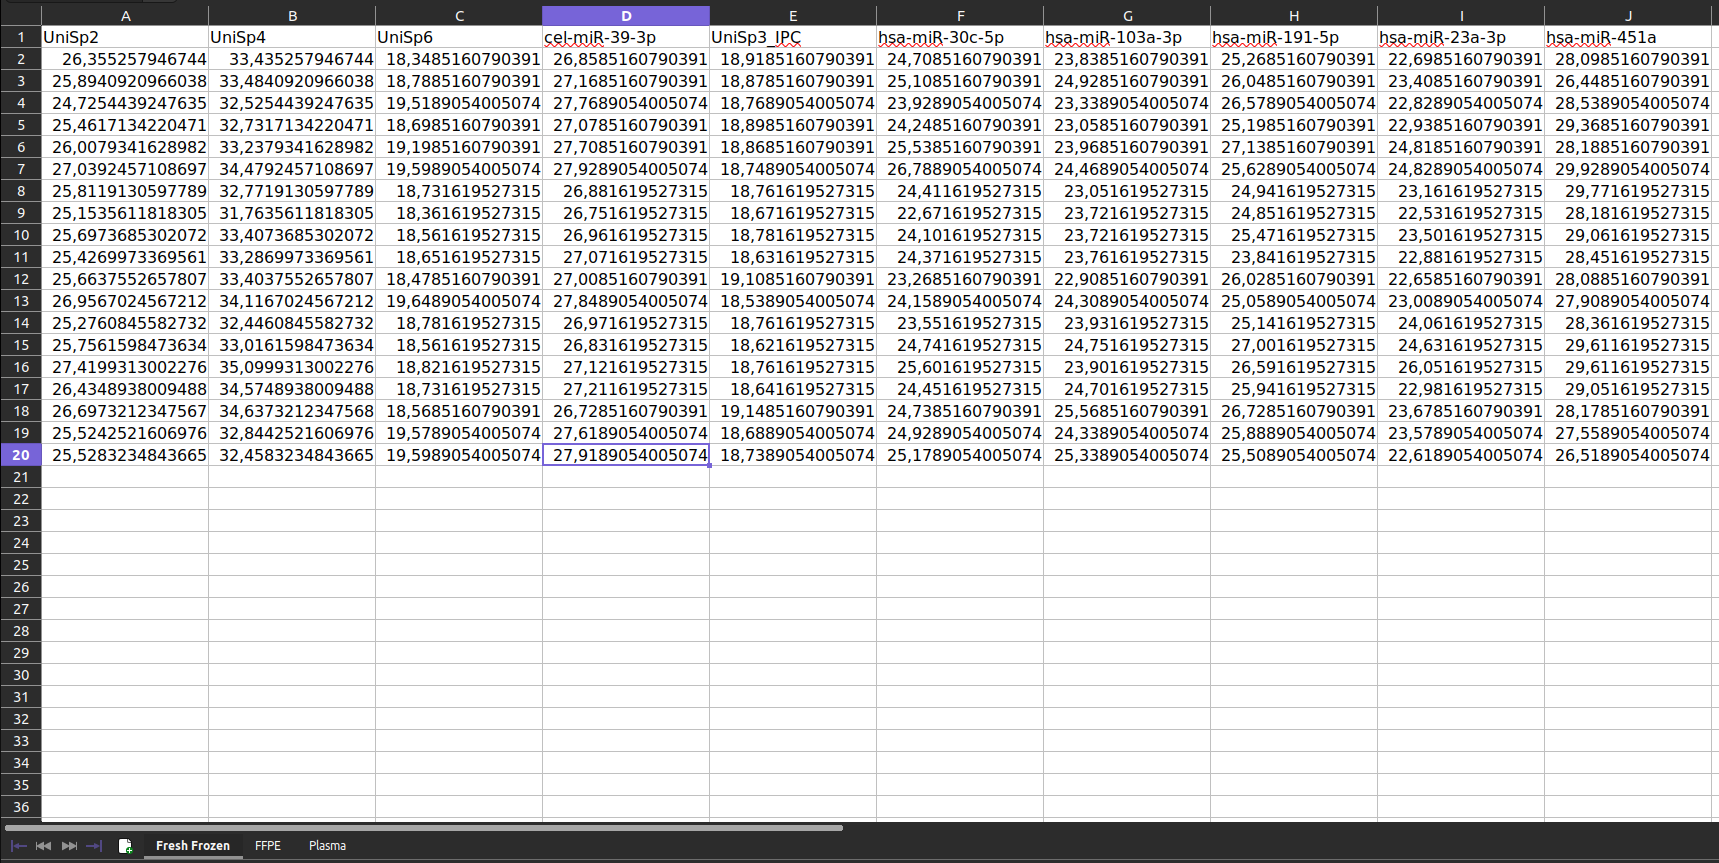 A B C D E F G H I J
1 UniSp2 UniSp4 UniSp6 cel-miR-39-3p UniSp3_IPC hsa-miR-30c-5p hsa-miR-103a-3p hsa-miR-191-5p hsa-miR-23a-3p hsa-miR-451a
2 26,355257946744 33,435257946744 18,3485160790391 26,8585160790391 18,9185160790391 24,7085160790391 23,8385160790391 25,2685160790391 22,6985160790391 28,0985160790391
3 25,8940920966038 33,4840920966038 18,7885160790391 27,1685160790391 18,8785160790391 25,1085160790391 24,9285160790391 26,0485160790391 23,4085160790391 26,4485160790391
4 24,7254439247635 32,5254439247635 19,5189054005074 27,7689054005074 18,7689054005074 23,9289054005074 23,3389054005074 26,5789054005074 22,8289054005074 28,5389054005074
5 25,4617134220471 32,7317134220471 18,6985160790391 27,0785160790391 18,8985160790391 24,2485160790391 23,0585160790391 25,1985160790391 22,9385160790391 29,3685160790391
6 26,0079341628982 33,2379341628982 19,1985160790391 27,7085160790391 18,8685160790391 25,5385160790391 23,9685160790391 27,1385160790391 24,8185160790391 28,1885160790391
7 27,0392457108697 34,4792457108697 19,5989054005074 27,9289054005074 18,7489054005074 26,7889054005074 24,4689054005074 25,6289054005074 24,8289054005074 29,9289054005074
8 25,8119130597789 32,7719130597789 18,731619527315 26,881619527315 18,761619527315 24,411619527315 23,051619527315 24,941619527315 23,161619527315 29,771619527315
9 25,1535611818305 31,7635611818305 18,361619527315 26,751619527315 18,671619527315 22,671619527315 23,721619527315 24,851619527315 22,531619527315 28,181619527315
10 25,6973685302072 33,4073685302072 18,561619527315 26,961619527315 18,781619527315 24,101619527315 23,721619527315 25,471619527315 23,501619527315 29,061619527315
11 25,4269973369561 33,2869973369561 18,651619527315 27,071619527315 18,631619527315 24,371619527315 23,761619527315 23,841619527315 22,881619527315 28,451619527315
12 25,6637552657807 33,4037552657807 18,4785160790391 27,0085160790391 19,1085160790391 23,2685160790391 22,9085160790391 26,0285160790391 22,6585160790391 28,0885160790391
13 26,9567024567212 34,1167024567212 19,6489054005074 27,8489054005074 18,5389054005074 24,1589054005074 24,3089054005074 25,0589054005074 23,0089054005074 27,9089054005074
14 25,2760845582732 32,4460845582732 18,781619527315 26,971619527315 18,761619527315 23,551619527315 23,931619527315 25,141619527315 24,061619527315 28,361619527315
15 25,7561598473634 33,0161598473634 18,561619527315 26,831619527315 18,621619527315 24,741619527315 24,751619527315 27,001619527315 24,631619527315 29,611619527315
16 27,4199313002276 35,0999313002276 18,821619527315 27,121619527315 18,761619527315 25,601619527315 23,901619527315 26,591619527315 26,051619527315 29,611619527315
17 26,4348938009488 34,5748938009488 18,731619527315 27,211619527315 18,641619527315 24,451619527315 24,701619527315 25,941619527315 22,981619527315 29,051619527315
18 26,6973212347567 34,6373212347568 18,5685160790391 26,7285160790391 19,1485160790391 24,7385160790391 25,5685160790391 26,7285160790391 23,6785160790391 28,1785160790391
19 25,5242521606976 32,8442521606976 19,5789054005074 27,6189054005074 18,6889054005074 24,9289054005074 24,3389054005074 25,8889054005074 23,5789054005074 27,5589054005074
20 25,5283234843665 32,4583234843665 19,5989054005074 27,9189054005074 18,7389054005074 25,1789054005074 25,3389054005074 25,5089054005074 22,6189054005074 26,5189054005074
21
22
23
24
25
26
27
28
29
30
31
32
33
34
35
36
Fresh Frozen FFPE Plasma